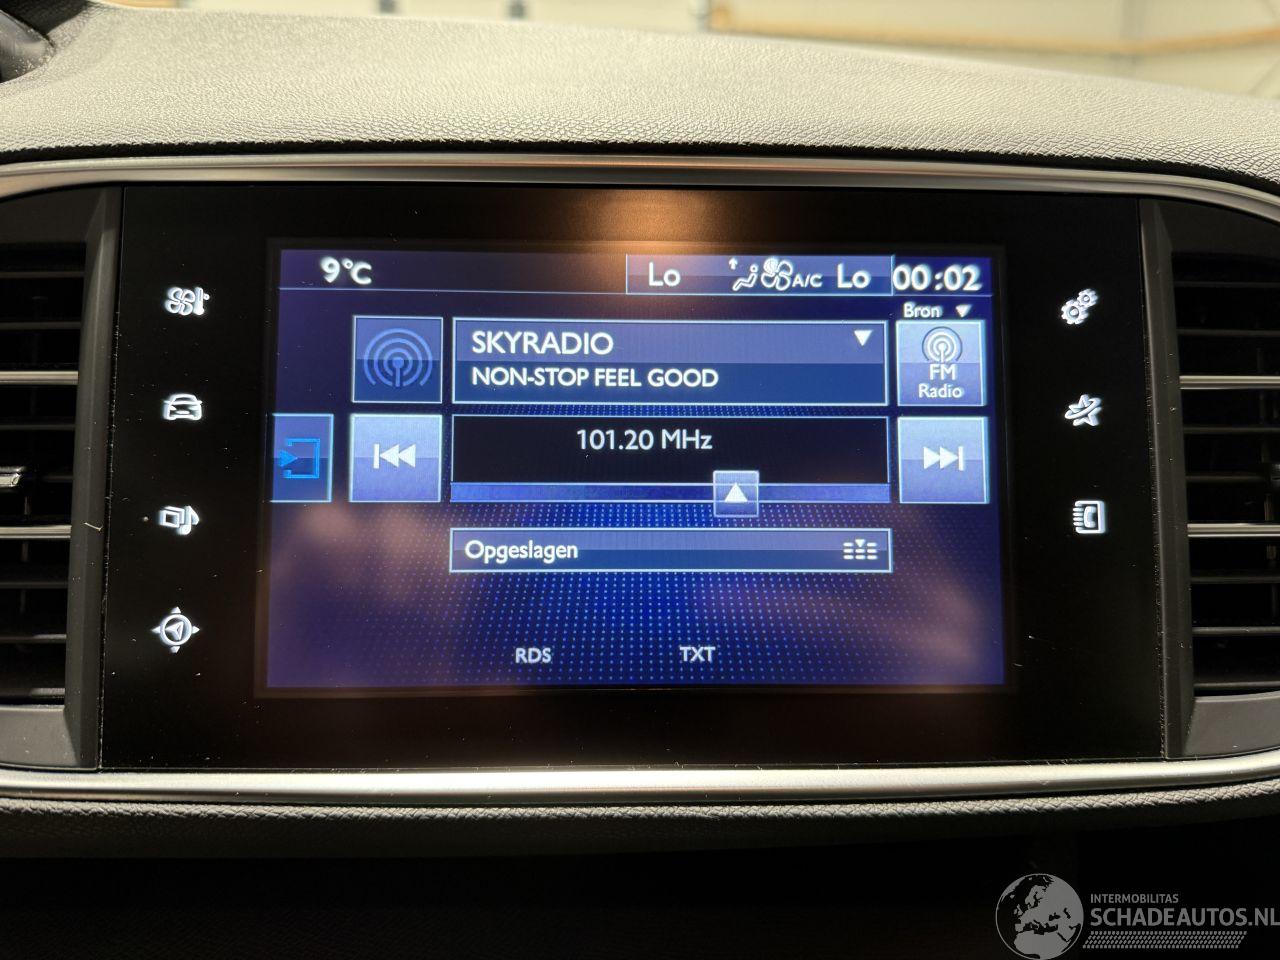 9°C
Lo
A/C
Lo
00:02
Bron
SKYRADIO
NON-STOP FEEL GOOD
FM
Radio
101.20 MHz
Opgeslagen
RDS
TXT
INTERMOBILITAS
SCHADEAUTOS.NL